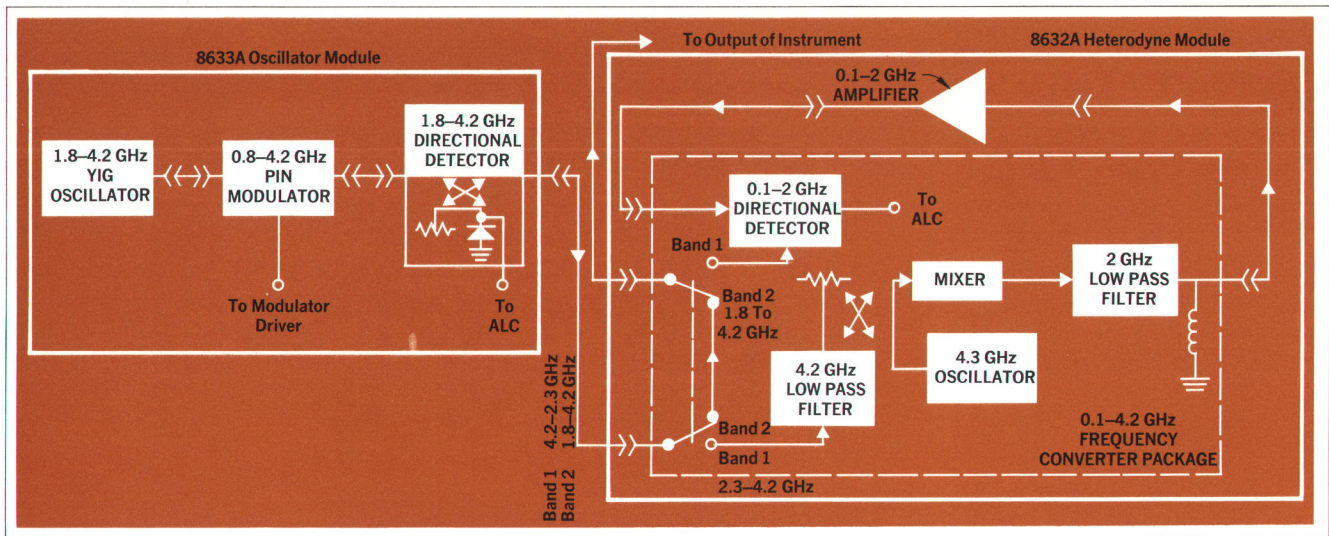 To Output of Instrument
8632A Heterodyne Module
8633A Oscillator Module
0.1–2 GHz
AMPLIFIER
1.8–4.2 GHz
DIRECTIONAL
DETECTOR
1.8–4.2 GHz
YIG
OSCILLATOR
0.8–4.2 GHz
PIN
MODULATOR
0.1–2 GHz
DIRECTIONAL
DETECTOR
To
ALC
Band 1
MIXER
2 GHz
LOW PASS
FILTER
Band 2
1.8 To
4.2 GHz
To Modulator
Driver
To
ALC
4.2 GHz
LOW PASS
FILTER
4.3 GHz
OSCILLATOR
Band 2
Band 1
0.1–4.2 GHz
FREQUENCY
CONVERTER PACKAGE
2.3–4.2 GHz
Band 1 4.2–2.3 GHz
Band 2 1.8–4.2 GHz